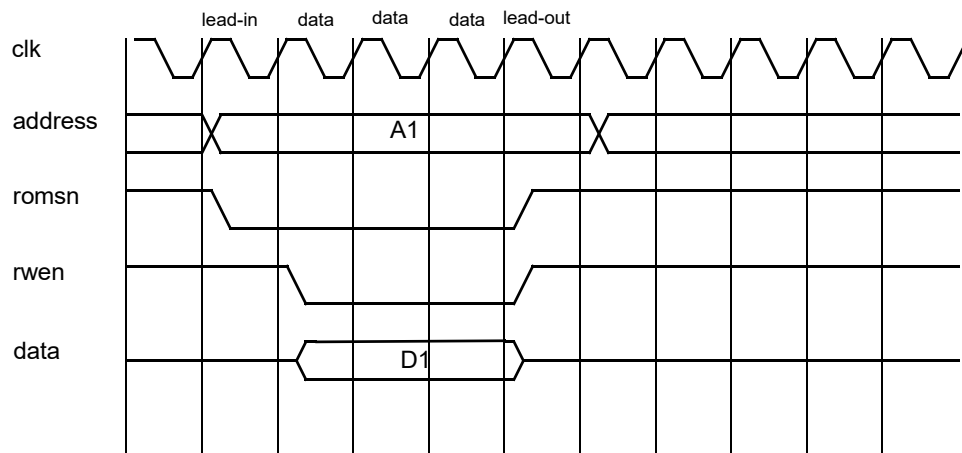 lead-in data data data lead-out
clk
address A1
romsn
rwen
data D1